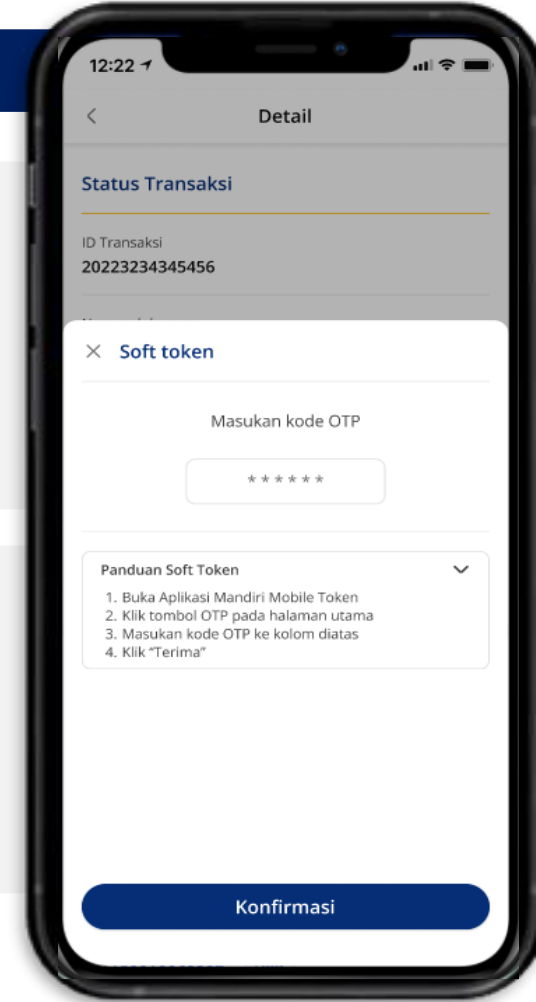 12:22
Detail
Status Transaksi
ID Transaksi
20223234345456
Soft token
Masukan kode OTP
******
Panduan Soft Token
1. Buka Aplikasi Mandiri Mobile Token
2. Klik tombol OTP pada halaman utama
3. Masukan kode OTP ke kolom diatas
4. Klik “Terima”
Konfirmasi